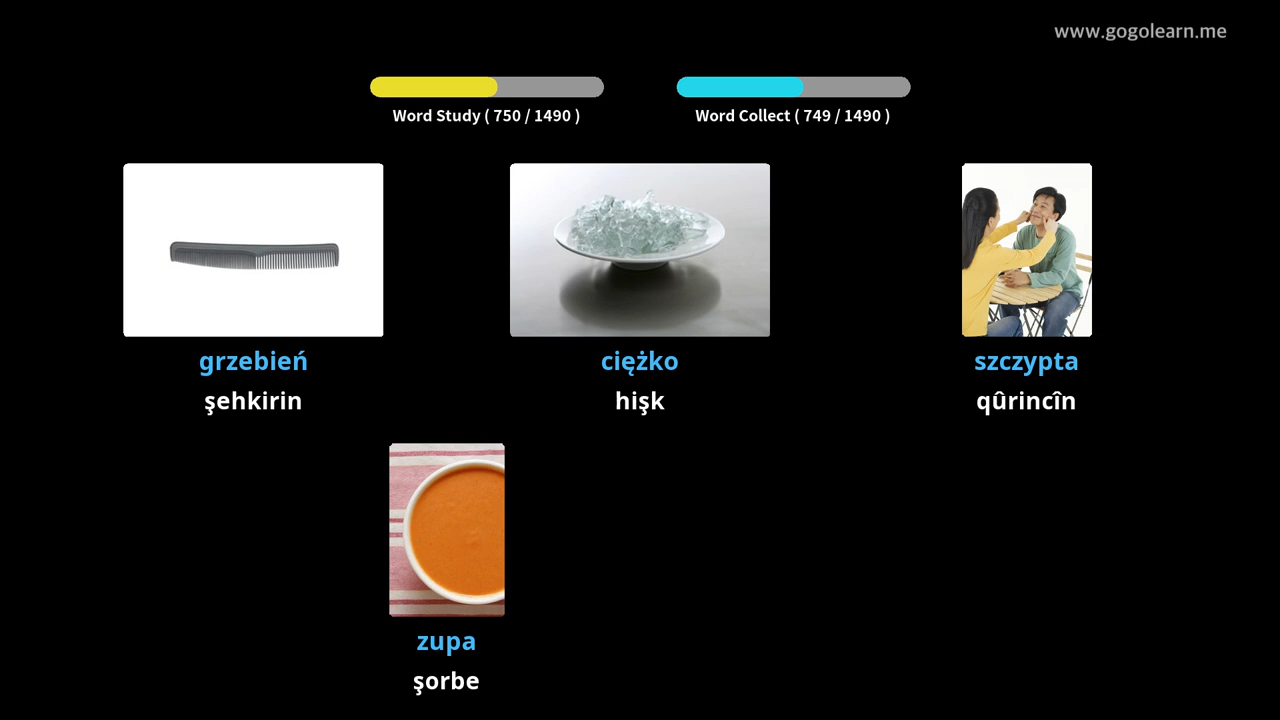 www.gogolearn.me
Word Study ( 750 / 1490 )
Word Collect ( 749 / 1490 )
grzebień
ciężko
szczypta
şehkirin
hişk
qûrincîn
zupa
şorbe